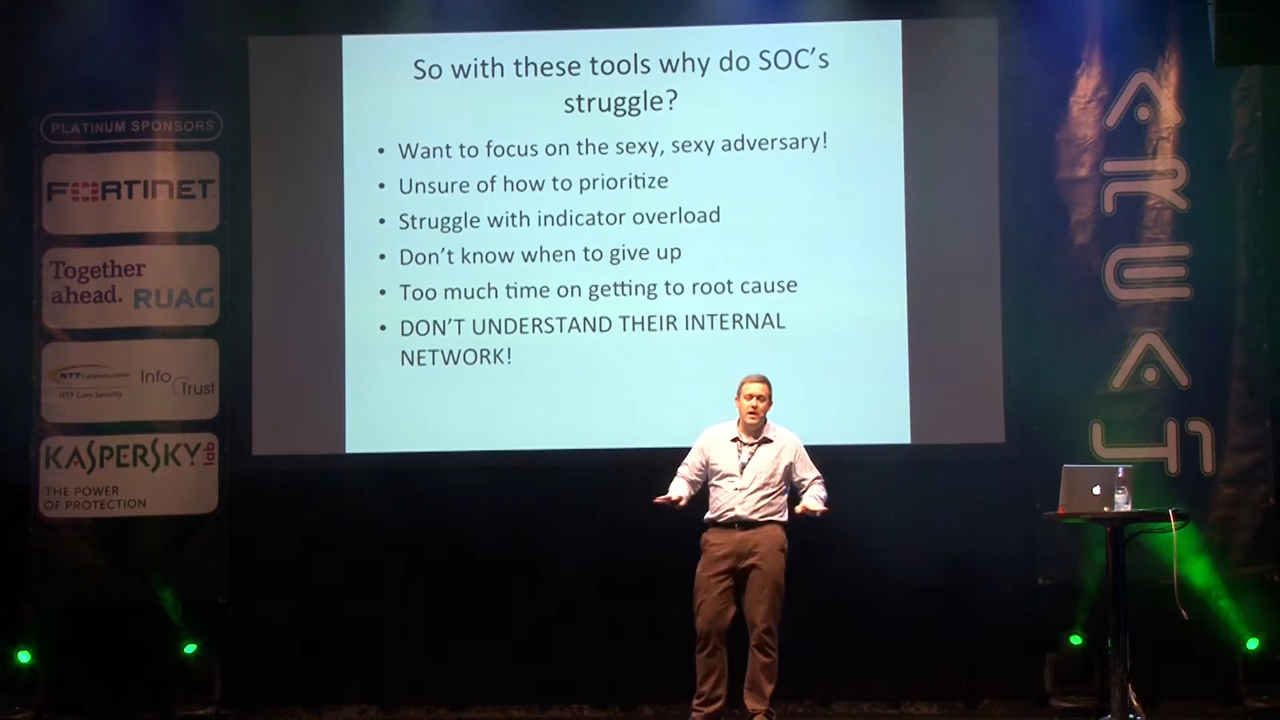 So with these tools why do SOC's
struggle?
• Want to focus on the sexy, sexy adversary!
• Unsure of how to prioritize
• Struggle with indicator overload
• Don't know when to give up
• Too much time on getting to root cause
• DON'T UNDERSTAND THEIR INTERNAL
NETWORK!
PLATINUM SPONSORS
FORTINET
Together
ahead. RUAG
NTT Communications
NTT Com Security
Info
Trust
KASPERSKY lab
THE POWER
OF PROTECTION
AREA41